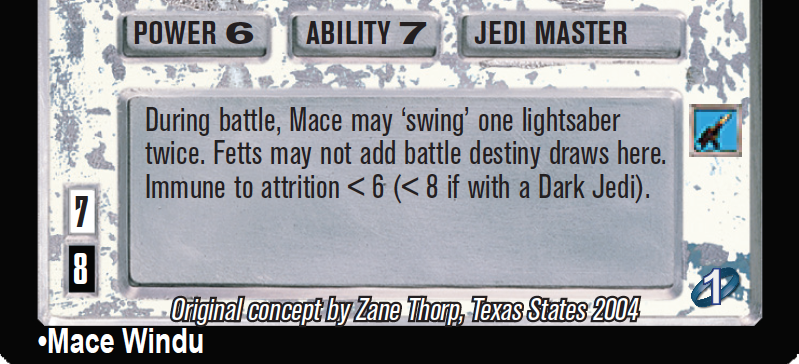 POWER 6 ABILITY 7 JEDI MASTER
During battle, Mace may ‘swing’ one lightsaber
twice. Fetts may not add battle destiny draws here.
Immune to attrition < 6 (< 8 if with a Dark Jedi).
7
8
1
Original concept by Zane Thorp, Texas States 2004
•Mace Windu